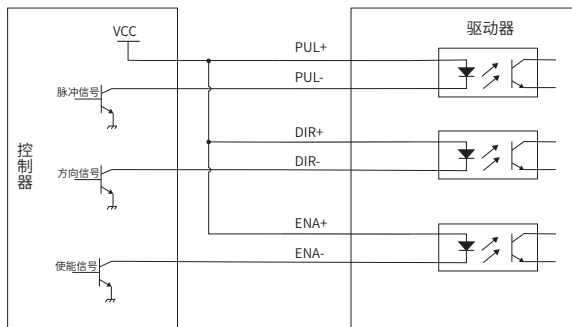 驱动器
VCC
PUL+
PUL-
脉冲信号
DIR+
控制器
DIR-
方向信号
ENA+
ENA-
使能信号